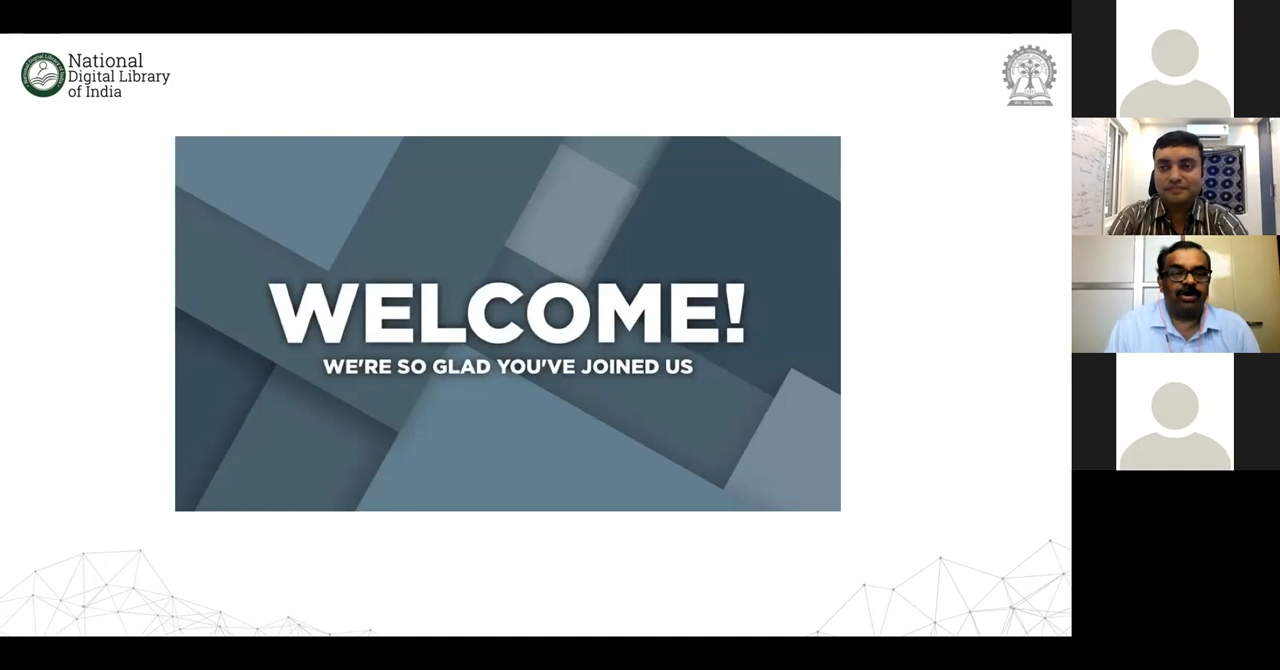 National
Digital Library
of India
WELCOME!
WE'RE SO GLAD YOU'VE JOINED US